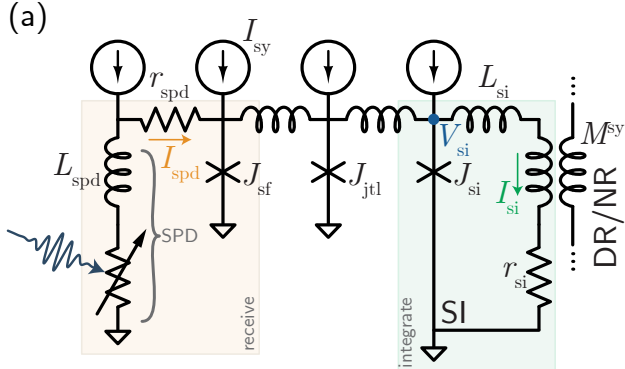 (a)
I_sy
r_spd
L_si
M^sy
V_si
L_spd
I_spd
J_sf
J_jtl
J_si
I_si
SPD
r_si
DR/NR
SI
receive
integrate